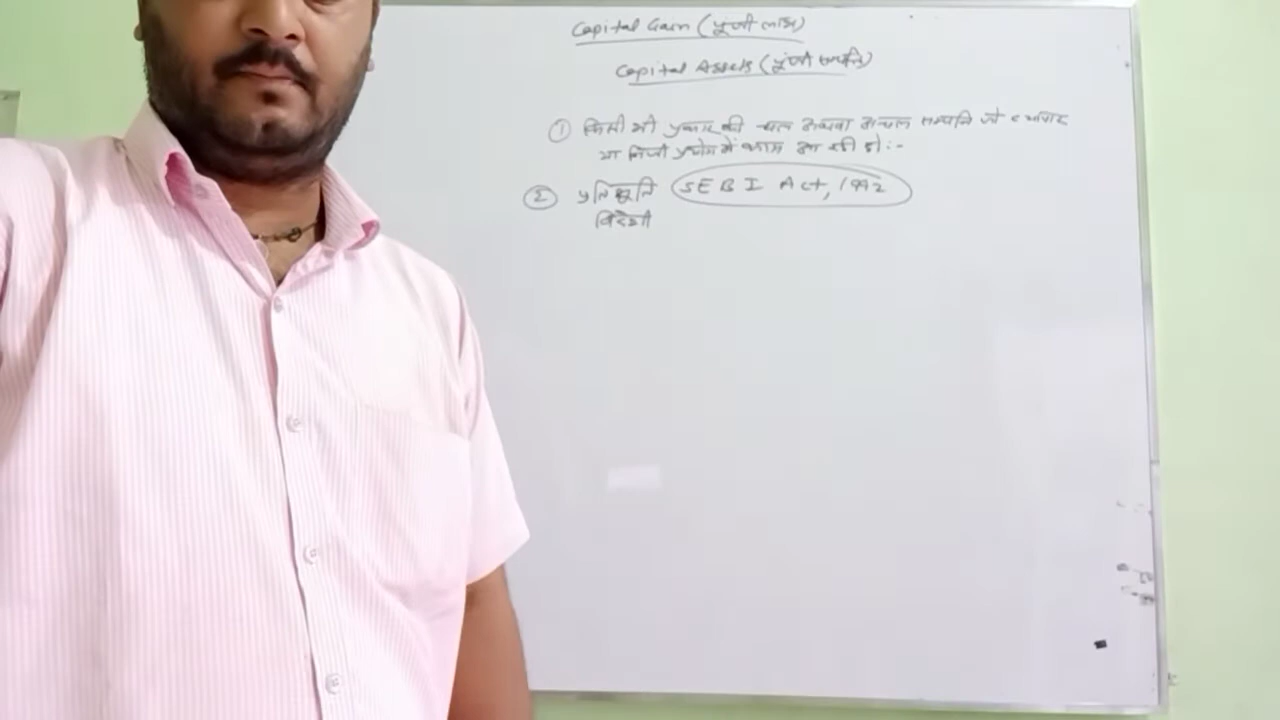 Capital Gain (पूंजी लाभ)
Capital Assets (पूंजी सम्पत्ति)
① किसी भी प्रकार की चल अथवा अचल सम्पत्ति जो व्यापार
या निजी प्रयोग में काम आ रही हो:-
② प्रतिभूति SEBI Act, 1992
विदेशी